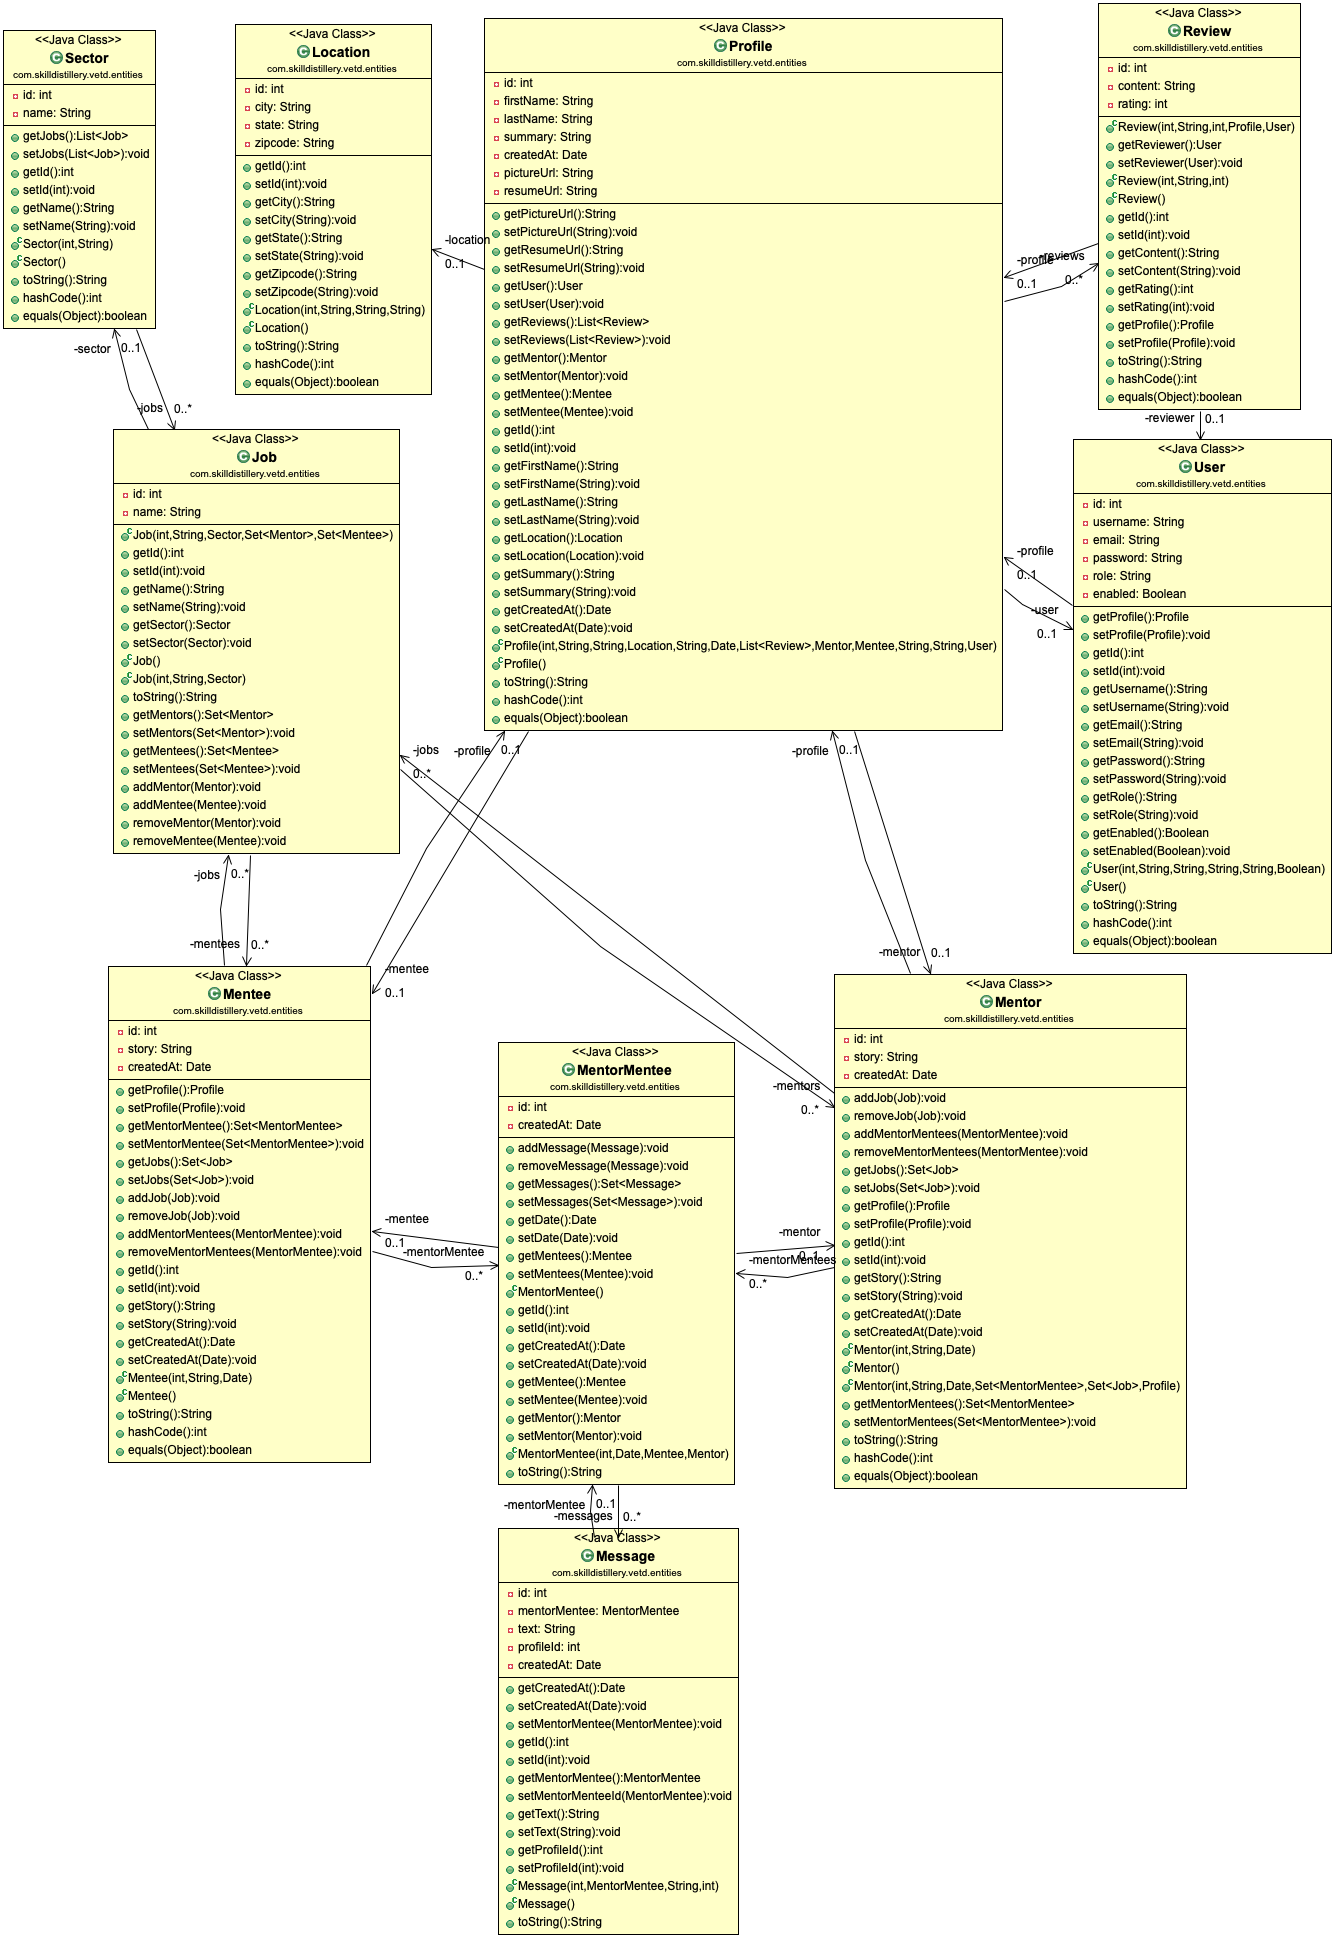 <<Java Class>>
Sector
com.skilldistillery.vetd.entities
id: int
name: String
getJobs():List<Job>
setJobs(List<Job>):void
getId():int
setId(int):void
getName():String
setName(String):void
Sector(int,String)
Sector()
toString():String
hashCode():int
equals(Object):boolean
<<Java Class>>
Location
com.skilldistillery.vetd.entities
id: int
city: String
state: String
zipcode: String
getId():int
setId(int):void
getCity():String
setCity(String):void
getState():String
setState(String):void
getZipcode():String
setZipcode(String):void
Location(int,String,String,String)
Location()
toString():String
hashCode():int
equals(Object):boolean
<<Java Class>>
Profile
com.skilldistillery.vetd.entities
id: int
firstName: String
lastName: String
summary: String
createdAt: Date
pictureUrl: String
resumeUrl: String
getPictureUrl():String
setPictureUrl(String):void
getResumeUrl():String
setResumeUrl(String):void
getUser():User
setUser(User):void
getReviews():List<Review>
setReviews(List<Review>):void
getMentor():Mentor
setMentor(Mentor):void
getMentee():Mentee
setMentee(Mentee):void
getId():int
setId(int):void
getFirstName():String
setFirstName(String):void
getLastName():String
setLastName(String):void
getLocation():Location
setLocation(Location):void
getSummary():String
setSummary(String):void
getCreatedAt():Date
setCreatedAt(Date):void
Profile(int,String,String,Location,String,Date,List<Review>,Mentor,Mentee,String,String,User)
Profile()
toString():String
hashCode():int
equals(Object):boolean
<<Java Class>>
Review
com.skilldistillery.vetd.entities
id: int
content: String
rating: int
Review(int,String,int,Profile,User)
getReviewer():User
setReviewer(User):void
Review(int,String,int)
Review()
getId():int
setId(int):void
getContent():String
setContent(String):void
getRating():int
setRating(int):void
getProfile():Profile
setProfile(Profile):void
toString():String
hashCode():int
equals(Object):boolean
-location
0..1
-profile
0..1
-reviews
0..*
-sector
0..1
-jobs
0..*
-reviewer
0..1
<<Java Class>>
Job
com.skilldistillery.vetd.entities
id: int
name: String
Job(int,String,Sector,Set<Mentor>,Set<Mentee>)
getId():int
setId(int):void
getName():String
setName(String):void
getSector():Sector
setSector(Sector):void
Job()
Job(int,String,Sector)
toString():String
getMentors():Set<Mentor>
setMentors(Set<Mentor>):void
getMentees():Set<Mentee>
setMentees(Set<Mentee>):void
addMentor(Mentor):void
addMentee(Mentee):void
removeMentor(Mentor):void
removeMentee(Mentee):void
<<Java Class>>
User
com.skilldistillery.vetd.entities
id: int
username: String
email: String
password: String
role: String
enabled: Boolean
getProfile():Profile
setProfile(Profile):void
getId():int
setId(int):void
getUsername():String
setUsername(String):void
getEmail():String
setEmail(String):void
getPassword():String
setPassword(String):void
getRole():String
setRole(String):void
getEnabled():Boolean
setEnabled(Boolean):void
User(int,String,String,String,String,Boolean)
User()
toString():String
hashCode():int
equals(Object):boolean
-profile
0..1
-user
0..1
-jobs
0..*
-profile
0..1
-profile
0..1
-jobs
0..*
-mentees
0..*
-mentee
0..1
-mentor
0..1
-mentors
0..*
<<Java Class>>
Mentee
com.skilldistillery.vetd.entities
id: int
story: String
createdAt: Date
getProfile():Profile
setProfile(Profile):void
getMentorMentee():Set<MentorMentee>
setMentorMentee(Set<MentorMentee>):void
getJobs():Set<Job>
setJobs(Set<Job>):void
addJob(Job):void
removeJob(Job):void
addMentorMentees(MentorMentee):void
removeMentorMentees(MentorMentee):void
getId():int
setId(int):void
getStory():String
setStory(String):void
getCreatedAt():Date
setCreatedAt(Date):void
Mentee(int,String,Date)
Mentee()
toString():String
hashCode():int
equals(Object):boolean
<<Java Class>>
MentorMentee
com.skilldistillery.vetd.entities
id: int
createdAt: Date
addMessage(Message):void
removeMessage(Message):void
getMessages():Set<Message>
setMessages(Set<Message>):void
getDate():Date
setDate(Date):void
getMentees():Mentee
setMentees(Mentee):void
MentorMentee()
getId():int
setId(int):void
getCreatedAt():Date
setCreatedAt(Date):void
getMentee():Mentee
setMentee(Mentee):void
getMentor():Mentor
setMentor(Mentor):void
MentorMentee(int,Date,Mentee,Mentor)
toString():String
<<Java Class>>
Mentor
com.skilldistillery.vetd.entities
id: int
story: String
createdAt: Date
addJob(Job):void
removeJob(Job):void
addMentorMentees(MentorMentee):void
removeMentorMentees(MentorMentee):void
getJobs():Set<Job>
setJobs(Set<Job>):void
getProfile():Profile
setProfile(Profile):void
getId():int
setId(int):void
getStory():String
setStory(String):void
getCreatedAt():Date
setCreatedAt(Date):void
Mentor(int,String,Date)
Mentor()
Mentor(int,String,Date,Set<MentorMentee>,Set<Job>,Profile)
getMentorMentees():Set<MentorMentee>
setMentorMentees(Set<MentorMentee>):void
toString():String
hashCode():int
equals(Object):boolean
-mentee
0..1
-mentorMentee
0..*
-mentor
0..1
-mentorMentees
0..*
-mentorMentee
0..1
-messages
0..*
<<Java Class>>
Message
com.skilldistillery.vetd.entities
id: int
mentorMentee: MentorMentee
text: String
profileId: int
createdAt: Date
getCreatedAt():Date
setCreatedAt(Date):void
setMentorMentee(MentorMentee):void
getId():int
setId(int):void
getMentorMentee():MentorMentee
setMentorMenteeId(MentorMentee):void
getText():String
setText(String):void
getProfileId():int
setProfileId(int):void
Message(int,MentorMentee,String,int)
Message()
toString():String